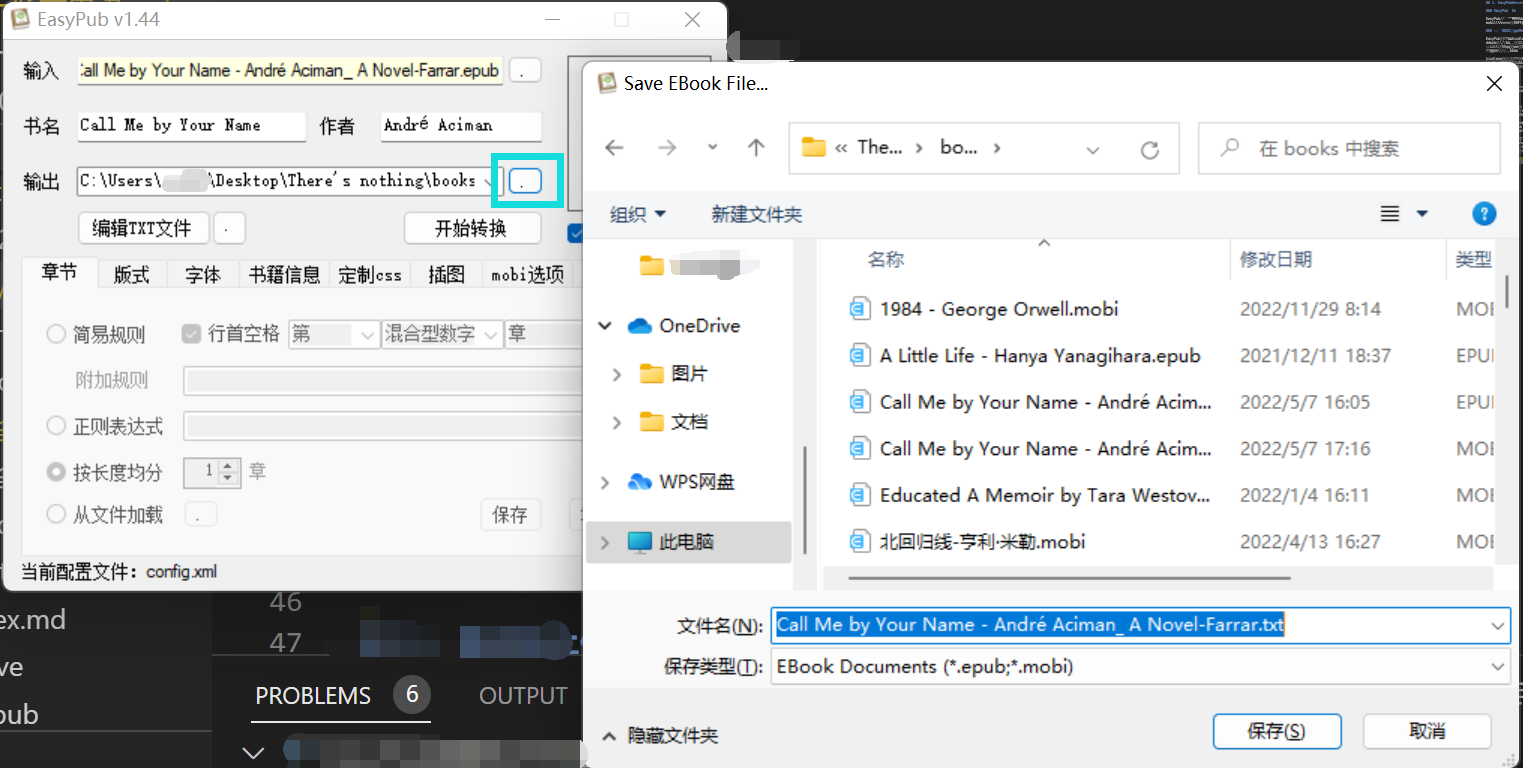 EasyPub v1.44
输入
Call Me by Your Name - André Aciman_ A Novel-Farrar.epub
.
书名
Call Me by Your Name
作者
André Aciman
输出
C:\Users\ \Desktop\There's nothing\books
.
编辑TXT文件
.
开始转换
章节 版式 字体 书籍信息 定制css 插图 mobi选项
简易规则
行首空格
第
混合型数字
章
附加规则
正则表达式
按长度均分
1
章
从文件加载
.
保存
当前配置文件: config.xml
Save EBook File...
« The... › bo... ›
在 books 中搜索
组织
新建文件夹
?
OneDrive
图片
文档
WPS网盘
此电脑
名称 修改日期 类型
1984 - George Orwell.mobi 2022/11/29 8:14 MOB
A Little Life - Hanya Yanagihara.epub 2021/12/11 18:37 EPU
Call Me by Your Name - André Acim... 2022/5/7 16:05 EPU
Call Me by Your Name - André Acim... 2022/5/7 17:16 MOB
Educated A Memoir by Tara Westov... 2022/1/4 16:11 MOB
北回归线-亨利·米勒.mobi 2022/4/13 16:27 MOB
文件名(N): Call Me by Your Name - André Aciman_ A Novel-Farrar.txt
保存类型(T): EBook Documents (*.epub;*.mobi)
隐藏文件夹
保存(S)
取消
ex.md
ve
pub
46
47
PROBLEMS 6 OUTPUT